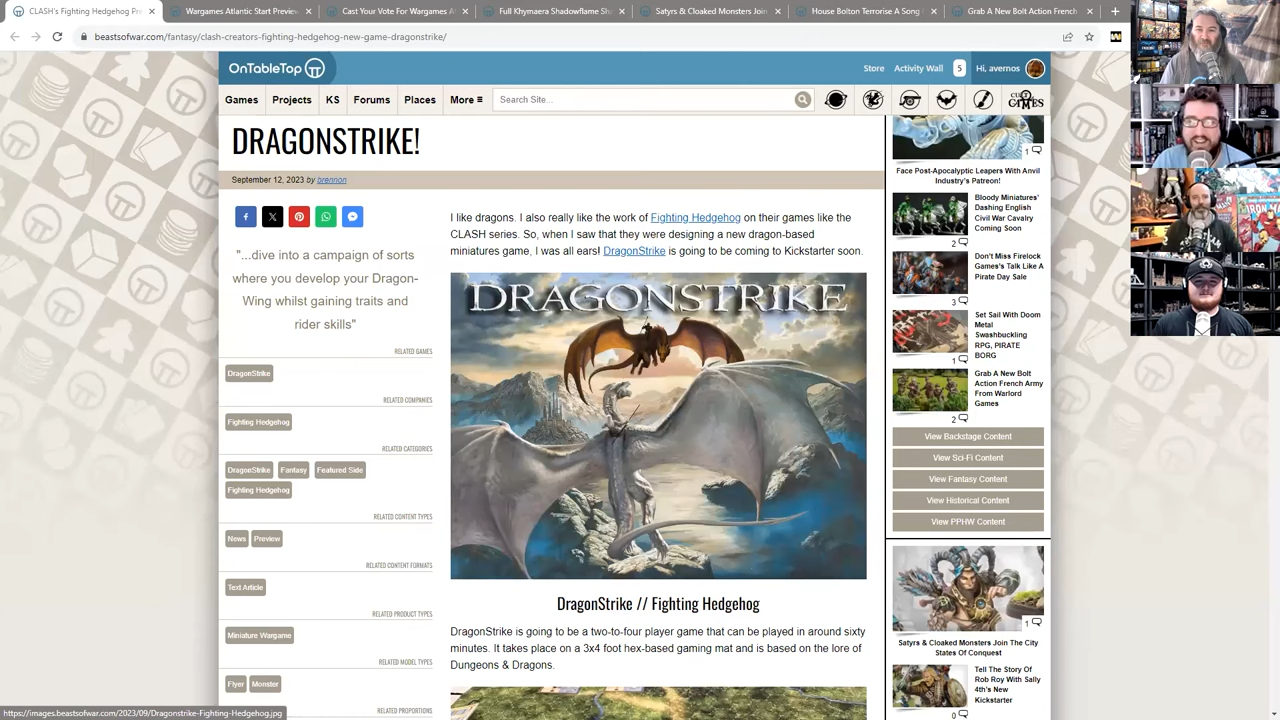 CLASH's Fighting Hedgehog Pre
Wargames Atlantic Start Preview
Cast Your Vote For Wargames A
Full Khymaera Shadowflame Sh
Satyrs & Cloaked Monsters Join
House Bolton Terrorise A Song
Grab A New Bolt Action French
beastsofwar.com/fantasy/clash-creators-fighting-hedgehog-new-game-dragonstrike/
OnTableTop
Store
Activity Wall
5
Hi, avernos
Games
Projects
KS
Forums
Places
More
Search Site...
CULT OF GAMES
DRAGONSTRIKE!
September 12, 2023 by brennon
"...dive into a campaign of sorts
where you develop your Dragon-
Wing whilst gaining traits and
rider skills"
RELATED GAMES
DragonStrike
RELATED COMPANIES
Fighting Hedgehog
RELATED CATEGORIES
DragonStrike
Fantasy
Featured Side
Fighting Hedgehog
RELATED CONTENT TYPES
News
Preview
RELATED CONTENT FORMATS
Text Article
RELATED PRODUCT TYPES
Miniature Wargame
RELATED MODEL TYPES
Flyer
Monster
RELATED PROPORTIONS
https://images.beastsofwar.com/2023/09/Dragonstrike-Fighting-Hedgehog.jpg
I like dragons. I also really like the work of Fighting Hedgehog on their games like the
CLASH series. So, when I saw that they were designing a new dragon-based
miniatures game, I was all ears! DragonStrike is going to be coming to Kickstarter soon.
DRAGONSTRIKE
DragonStrike // Fighting Hedgehog
DragonStrike is going to be a two-to-four player game that can be played in around sixty
minutes. It takes place on a 3x4 foot hex-based gaming mat and is based on the lore of
Dungeons & Dragons.
1
Face Post-Apocalyptic Leapers With Anvil
Industry's Patreon!
Bloody Miniatures'
Dashing English
Civil War Cavalry
Coming Soon
2
Don't Miss Firelock
Games's Talk Like A
Pirate Day Sale
3
Set Sail With Doom
Metal
Swashbuckling
RPG, PIRATE
BORG
1
Grab A New Bolt
Action French Army
From Warlord
Games
2
View Backstage Content
View Sci-Fi Content
View Fantasy Content
View Historical Content
View PPHW Content
1
Satyrs & Cloaked Monsters Join The City
States Of Conquest
Tell The Story Of
Rob Roy With Sally
4th's New
Kickstarter
0
IRON MAN